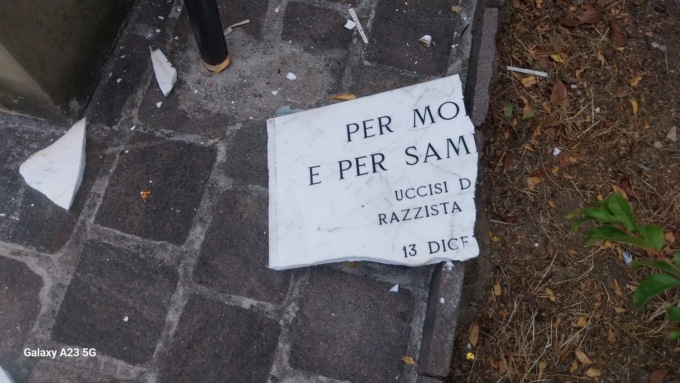 PER MO
E PER SAM
UCCISI D
RAZZISTA
13 DICE
Galaxy A23 5G